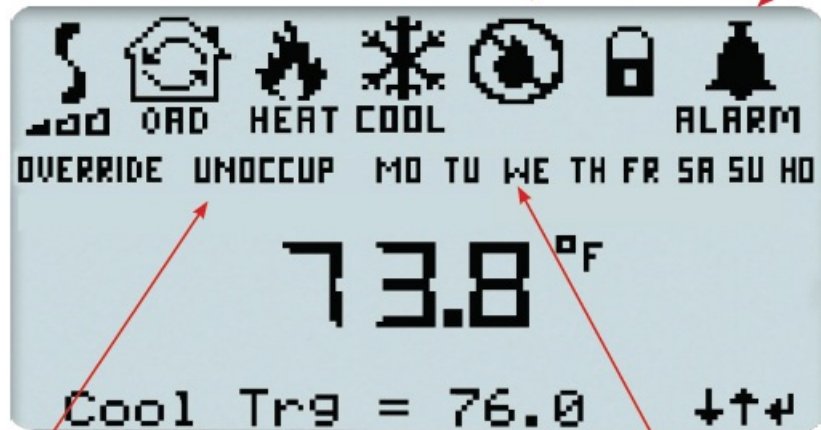 OAD HEAT COOL ALARM
OVERRIDE UNOCCUP MO TU WE TH FR SA SU HO
73.8°F
Cool Trg = 76.0 ↓↑↵